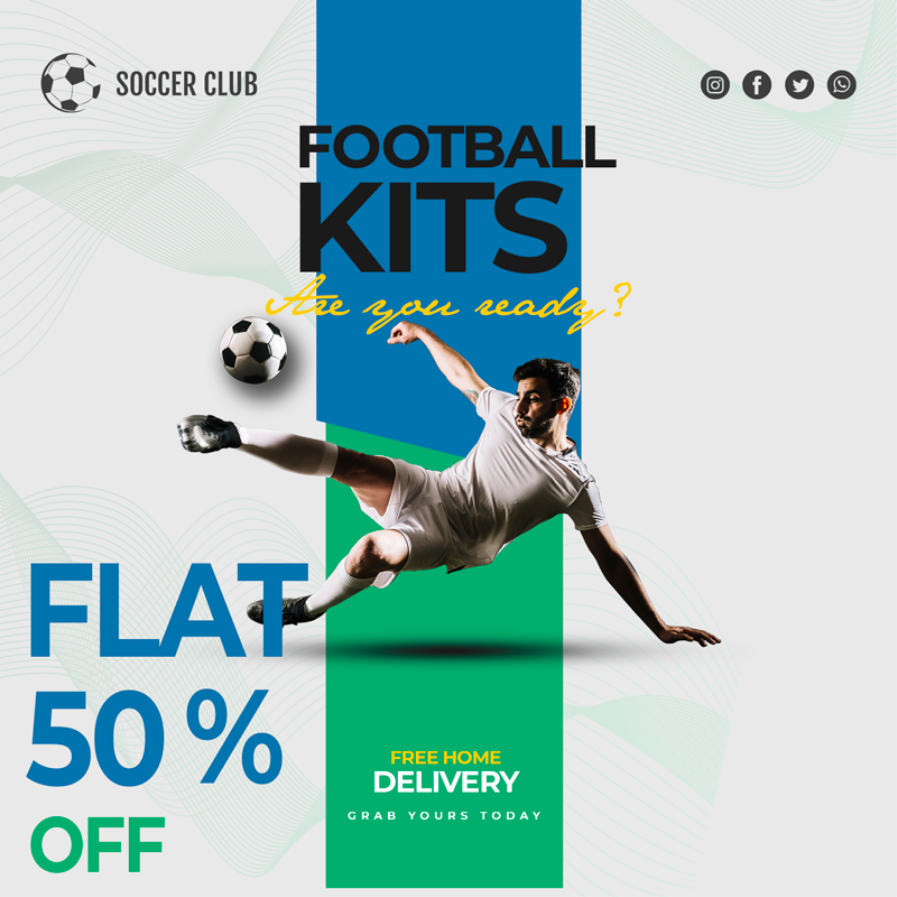 SOCCER CLUB
FOOTBALL
KITS
Are you ready?
FLAT
50 %
OFF
FREE HOME
DELIVERY
GRAB YOURS TODAY